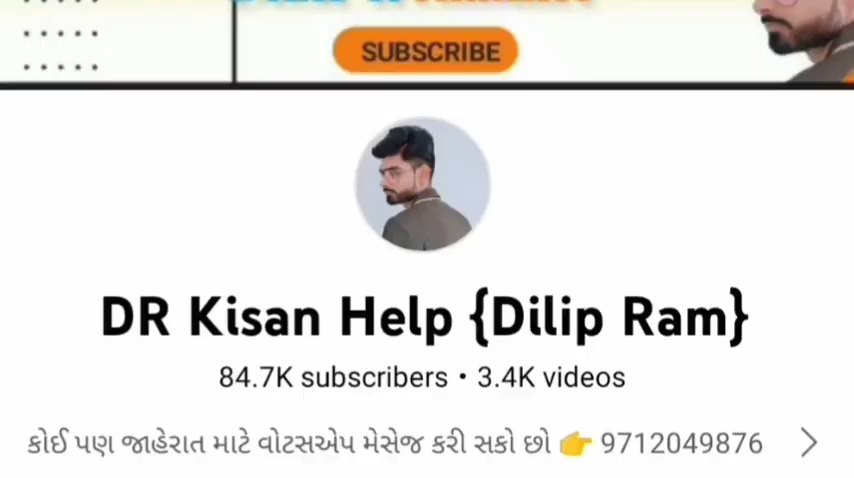 SUBSCRIBE
DR Kisan Help {Dilip Ram}
84.7K subscribers • 3.4K videos
કોઈ પણ જાહેરાત માટે વોટસએપ મેસેજ કરી સકો છો 👉 9712049876